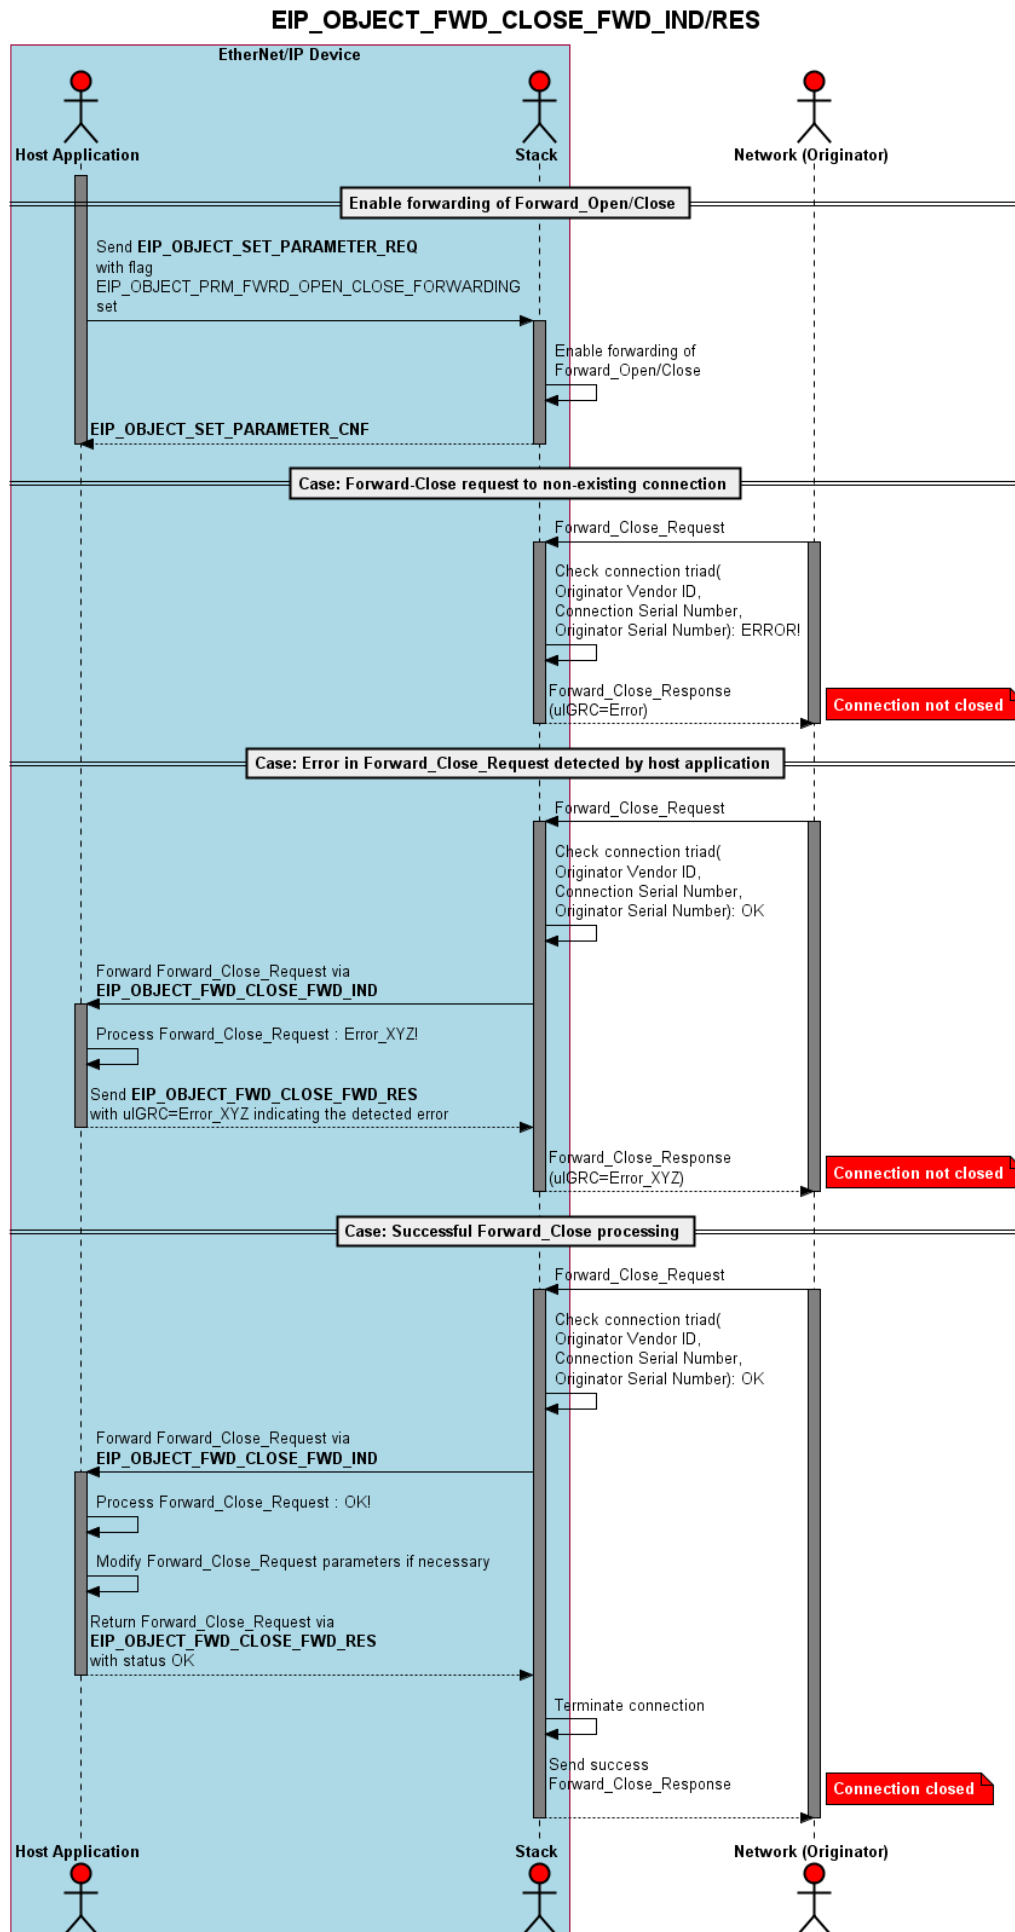 EIP_OBJECT_FWD_CLOSE_FWD_IND/RES
EtherNet/IP Device
Host Application
Stack
Network (Originator)
Enable forwarding of Forward_Open/Close
Send EIP_OBJECT_SET_PARAMETER_REQ
with flag
EIP_OBJECT_PRM_FWRD_OPEN_CLOSE_FORWARDING
set
Enable forwarding of
Forward_Open/Close
EIP_OBJECT_SET_PARAMETER_CNF
Case: Forward-Close request to non-existing connection
Forward_Close_Request
Check connection triad(
Originator Vendor ID,
Connection Serial Number,
Originator Serial Number): ERROR!
Forward_Close_Response
(ulGRC=Error)
Connection not closed
Case: Error in Forward_Close_Request detected by host application
Forward_Close_Request
Check connection triad(
Originator Vendor ID,
Connection Serial Number,
Originator Serial Number): OK
Forward Forward_Close_Request via
EIP_OBJECT_FWD_CLOSE_FWD_IND
Process Forward_Close_Request : Error_XYZ!
Send EIP_OBJECT_FWD_CLOSE_FWD_RES
with ulGRC=Error_XYZ indicating the detected error
Forward_Close_Response
(ulGRC=Error_XYZ)
Connection not closed
Case: Successful Forward_Close processing
Forward_Close_Request
Check connection triad(
Originator Vendor ID,
Connection Serial Number,
Originator Serial Number): OK
Forward Forward_Close_Request via
EIP_OBJECT_FWD_CLOSE_FWD_IND
Process Forward_Close_Request : OK!
Modify Forward_Close_Request parameters if necessary
Return Forward_Close_Request via
EIP_OBJECT_FWD_CLOSE_FWD_RES
with status OK
Terminate connection
Send success
Forward_Close_Response
Connection closed
Host Application
Stack
Network (Originator)